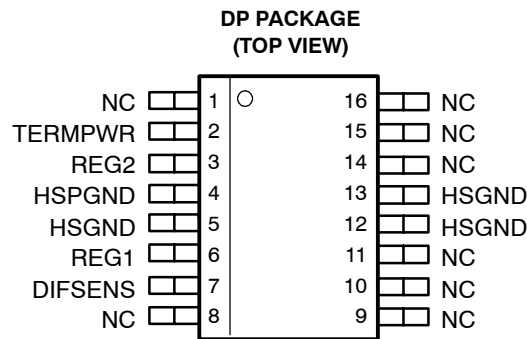 DP PACKAGE
(TOP VIEW)
NC 1 16 NC
TERMPWR 2 15 NC
REG2 3 14 NC
HSPGND 4 13 HSGND
HSGND 5 12 HSGND
REG1 6 11 NC
DIFSENS 7 10 NC
NC 8 9 NC